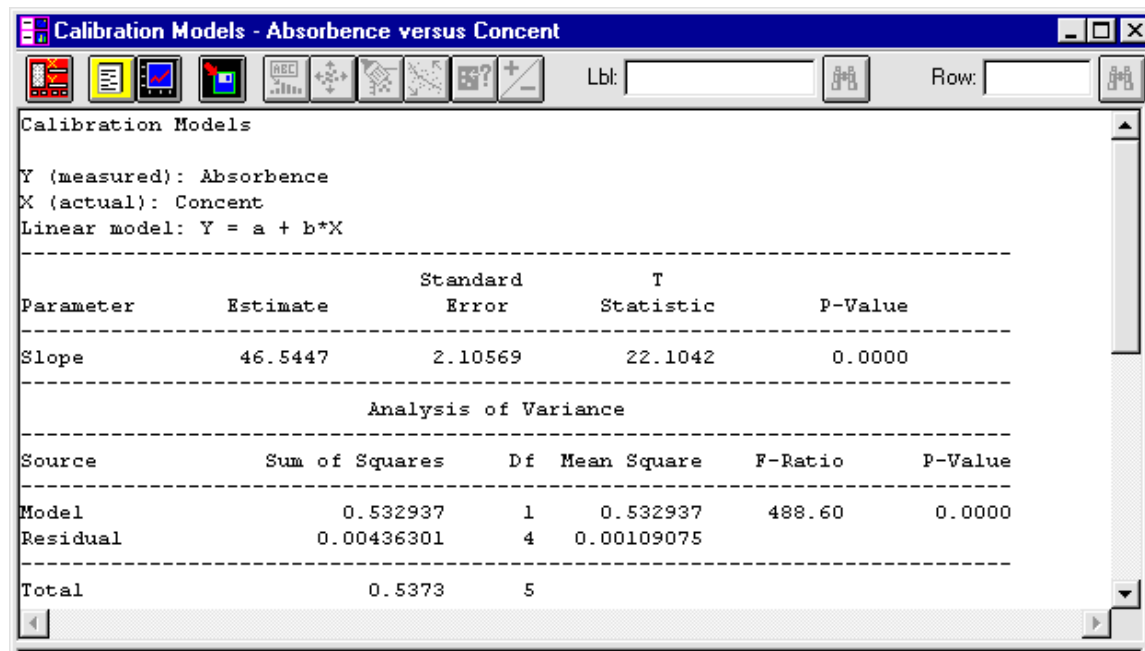 Calibration Models - Absorbence versus Concent
ABC ? +/- Lbl: Row:
Calibration Models
Y (measured): Absorbence
X (actual): Concent
Linear model: Y = a + b*X
--------------------------------------------------------------------------------
Standard T
Parameter Estimate Error Statistic P-Value
--------------------------------------------------------------------------------
Slope 46.5447 2.10569 22.1042 0.0000
--------------------------------------------------------------------------------
Analysis of Variance
--------------------------------------------------------------------------------
Source Sum of Squares Df Mean Square F-Ratio P-Value
--------------------------------------------------------------------------------
Model 0.532937 1 0.532937 488.60 0.0000
Residual 0.00436301 4 0.00109075
--------------------------------------------------------------------------------
Total 0.5373 5